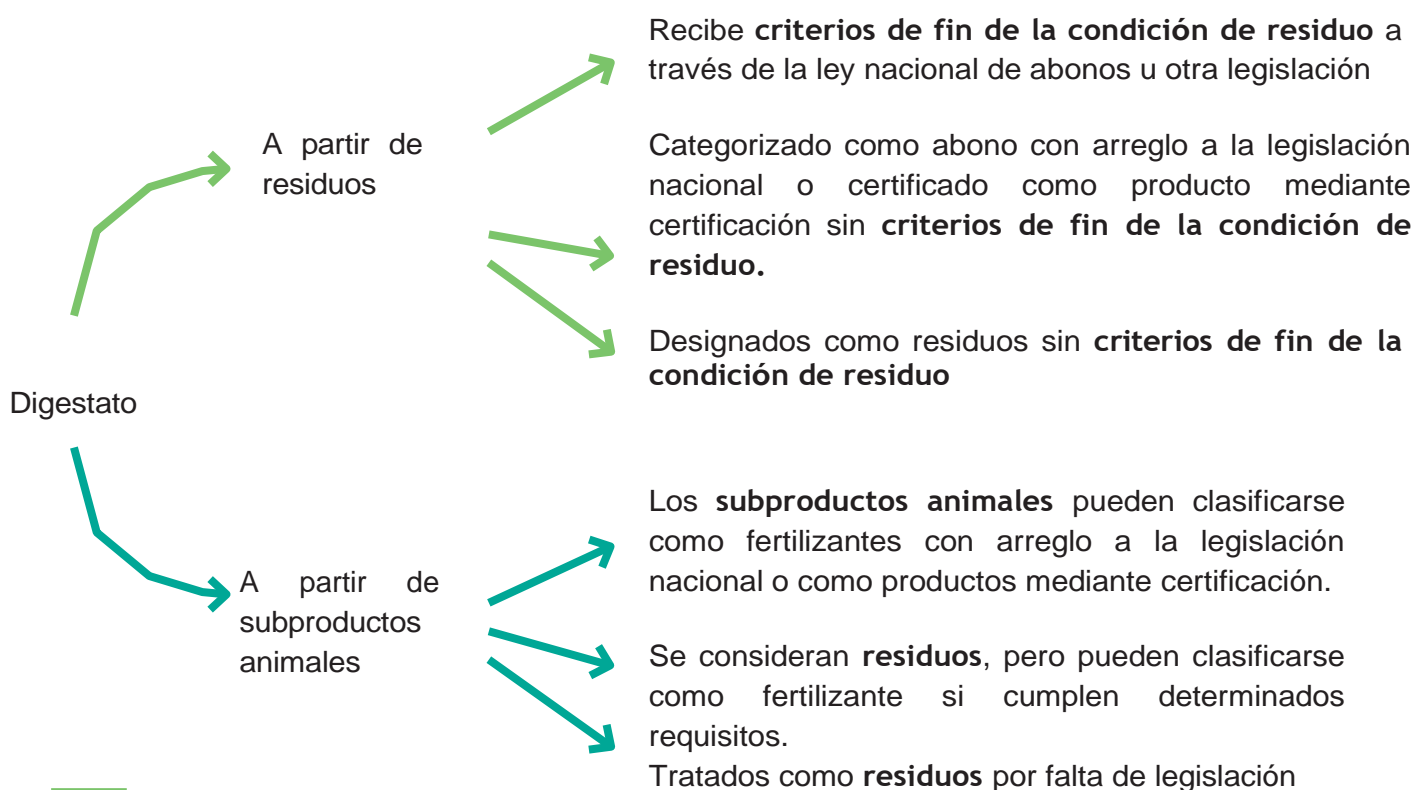 Recibe criterios de fin de la condición de residuo a
través de la ley nacional de abonos u otra legislación
A partir de
residuos
Categorizado como abono con arreglo a la legislación
nacional o certificado como producto mediante
certificación sin criterios de fin de la condición de
residuo.
Designados como residuos sin criterios de fin de la
condición de residuo
Digestato
A partir de
subproductos
animales
Los subproductos animales pueden clasificarse
como fertilizantes con arreglo a la legislación
nacional o como productos mediante certificación.
Se consideran residuos, pero pueden clasificarse
como fertilizante si cumplen determinados
requisitos.
Tratados como residuos por falta de legislación